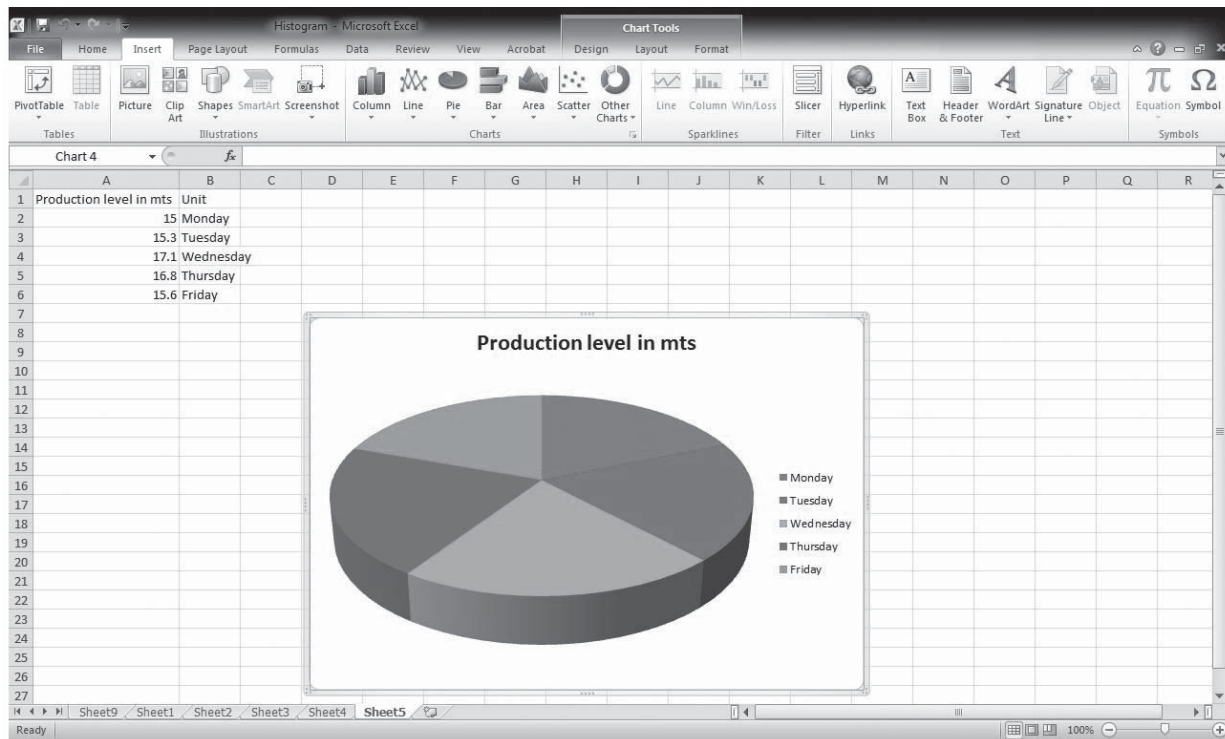 Histogram - Microsoft Excel Chart Tools
File Home Insert Page Layout Formulas Data Review View Acrobat Design Layout Format
PivotTable Table Picture Clip Art Shapes SmartArt Screenshot Column Line Pie Bar Area Scatter Other Charts Line Column Win/Loss Slicer Hyperlink Text Box Header & Footer WordArt Signature Line Object Equation Symbol
Tables Illustrations Charts Sparklines Filter Links Text Symbols
Chart 4 fx
A B C D E F G H I J K L M N O P Q R
1 Production level in mts Unit
2 15 Monday
3 15.3 Tuesday
4 17.1 Wednesday
5 16.8 Thursday
6 15.6 Friday
7
8
9
10
11
12
13
14
15
16
17
18
19
20
21
22
23
24
25
26
27
Production level in mts
Monday
Tuesday
Wednesday
Thursday
Friday
Sheet9 Sheet1 Sheet2 Sheet3 Sheet4 Sheet5
Ready 100%